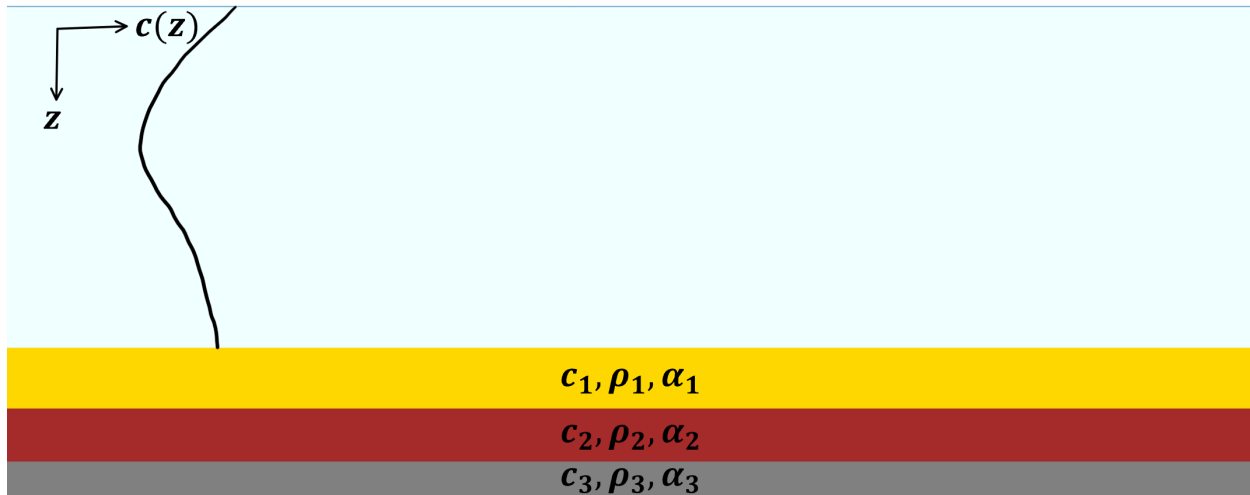 c(z)
z
c₁, ρ₁, α₁
c₂, ρ₂, α₂
c₃, ρ₃, α₃